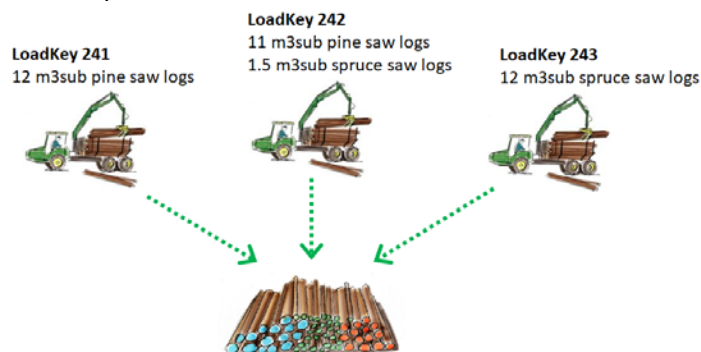 LoadKey 241
12 m3sub pine saw logs
LoadKey 242
11 m3sub pine saw logs
1.5 m3sub spruce saw logs
LoadKey 243
12 m3sub spruce saw logs